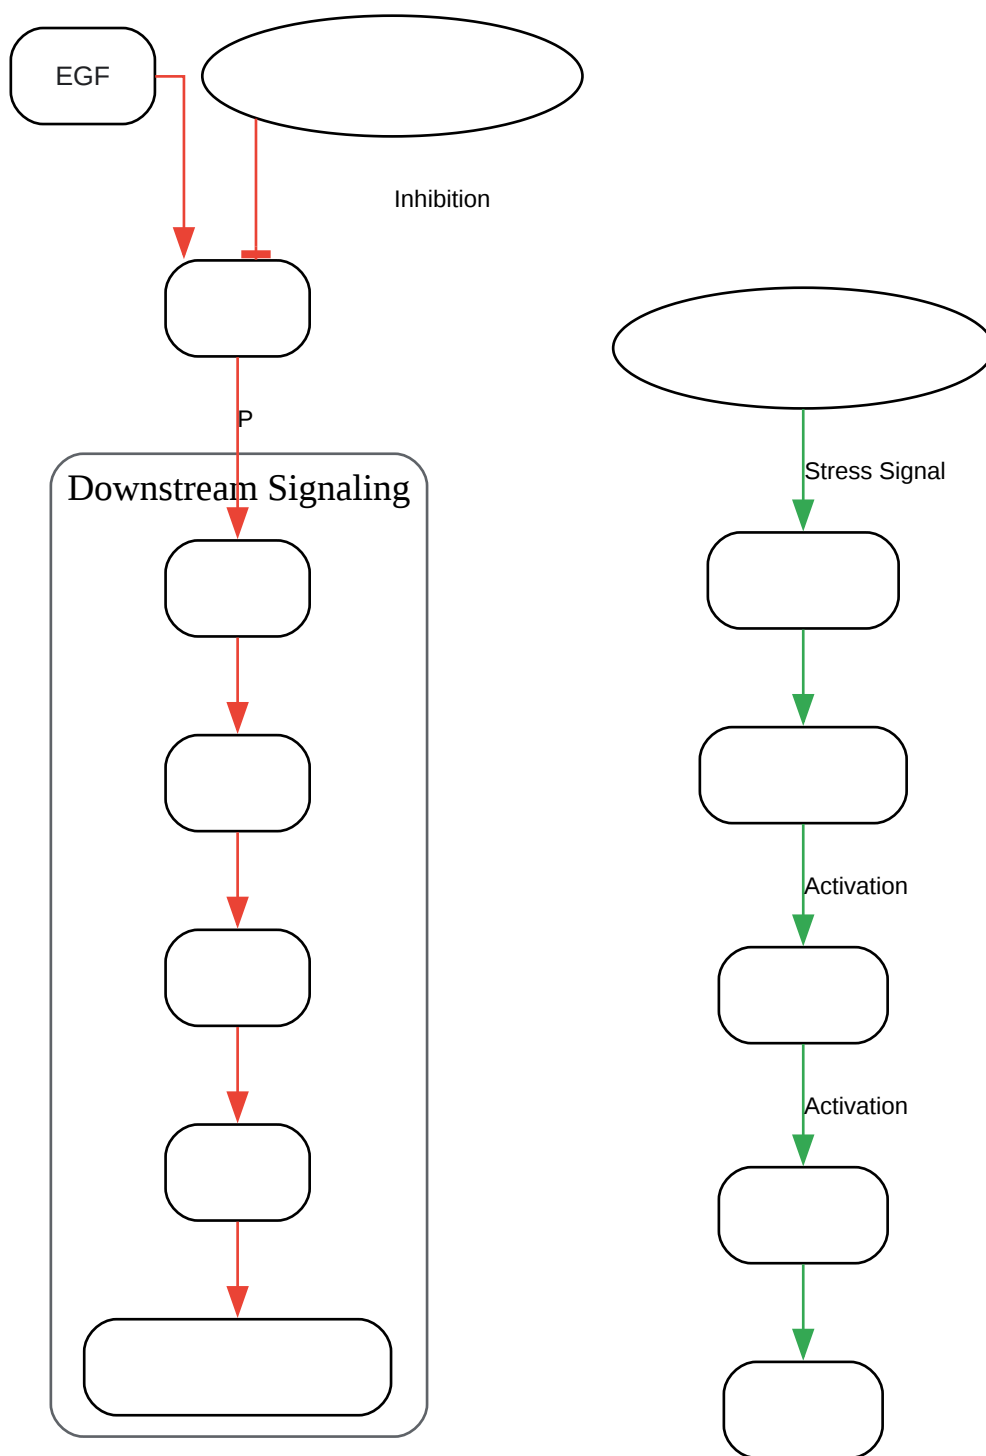 EGF
Inhibition
P
Stress Signal
Downstream Signaling
Activation
Activation